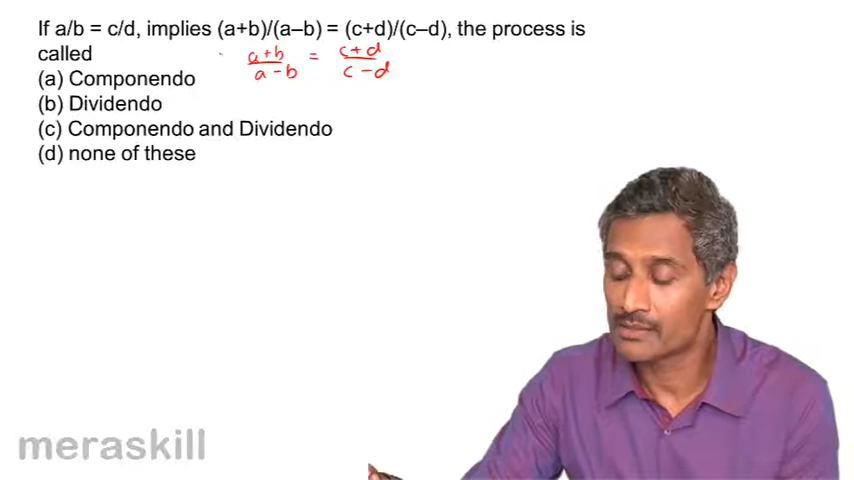 If a/b = c/d, implies (a+b)/(a–b) = (c+d)/(c–d), the process is
called
a+b / a-b = c+d / c-d
(a) Componendo
(b) Dividendo
(c) Componendo and Dividendo
(d) none of these
meraskill